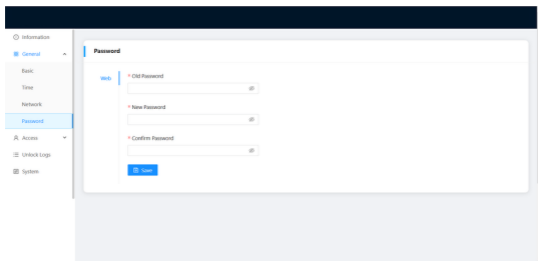 Information
General
Basic
Time
Network
Password
Access
Unlock Logs
System
Password
Web
* Old Password
* New Password
* Confirm Password
Save